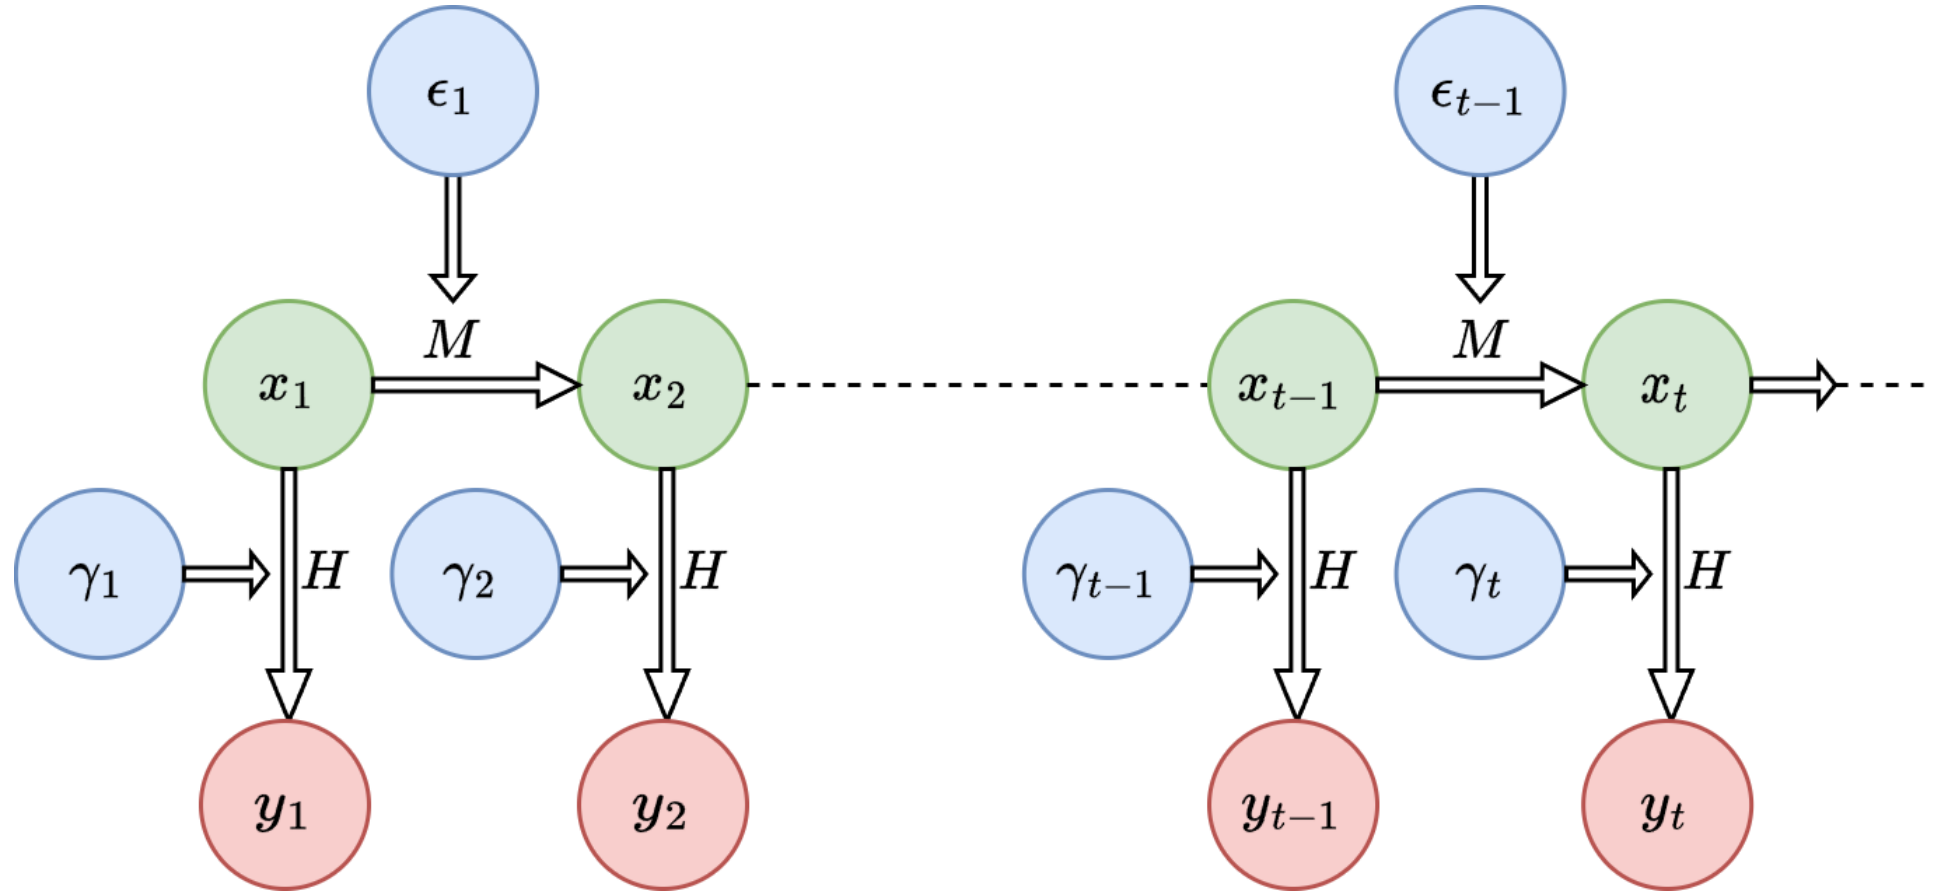 ϵ₁ ϵₜ₋₁
M M
x₁ x₂ xₜ₋₁ xₜ
γ₁ H γ₂ H γₜ₋₁ H γₜ H
y₁ y₂ yₜ₋₁ yₜ